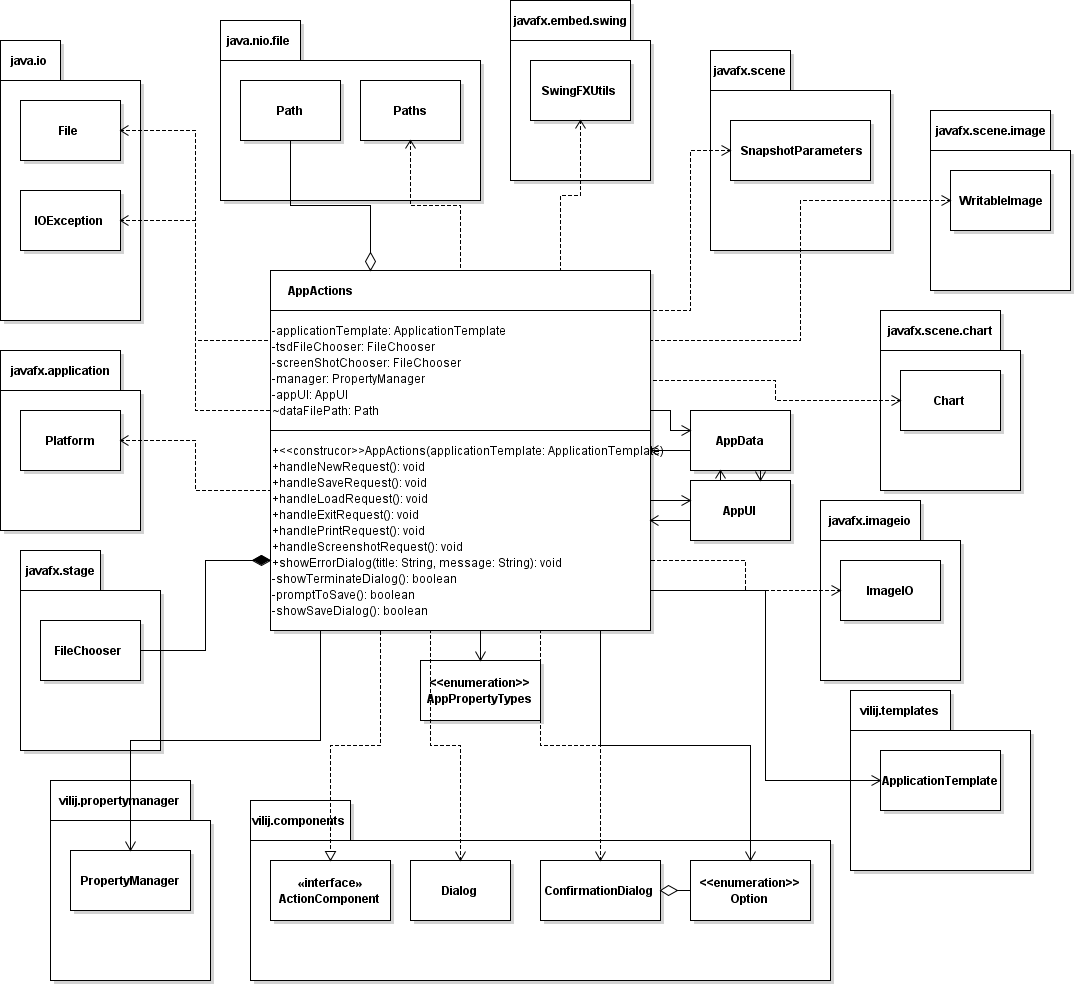 javafx.embed.swing
java.nio.file
java.io
SwingFXUtils
javafx.scene
Path
Paths
File
SnapshotParameters
javafx.scene.image
IOException
WritableImage
AppActions
-applicationTemplate: ApplicationTemplate
-tsdFileChooser: FileChooser
-screenShotChooser: FileChooser
-manager: PropertyManager
-appUI: AppUI
~dataFilePath: Path
javafx.scene.chart
Chart
javafx.application
Platform
AppData
+<<construcor>>AppActions(applicationTemplate: ApplicationTemplate)
+handleNewRequest(): void
+handleSaveRequest(): void
+handleLoadRequest(): void
+handleExitRequest(): void
+handlePrintRequest(): void
+handleScreenshotRequest(): void
+showErrorDialog(title: String, message: String): void
-showTerminateDialog(): boolean
-promptToSave(): boolean
-showSaveDialog(): boolean
AppUI
javafx.imageio
ImageIO
javafx.stage
FileChooser
<<enumeration>>
AppPropertyTypes
vilij.templates
ApplicationTemplate
vilij.propertymanager
PropertyManager
vilij.components
«interface»
ActionComponent
Dialog
ConfirmationDialog
<<enumeration>>
Option